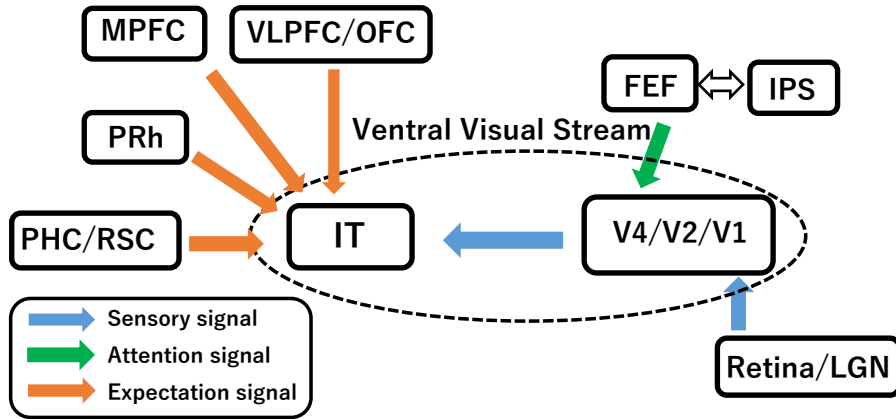 MPFC
VLPFC/OFC
FEF
IPS
PRh
Ventral Visual Stream
PHC/RSC
IT
V4/V2/V1
Sensory signal
Attention signal
Expectation signal
Retina/LGN